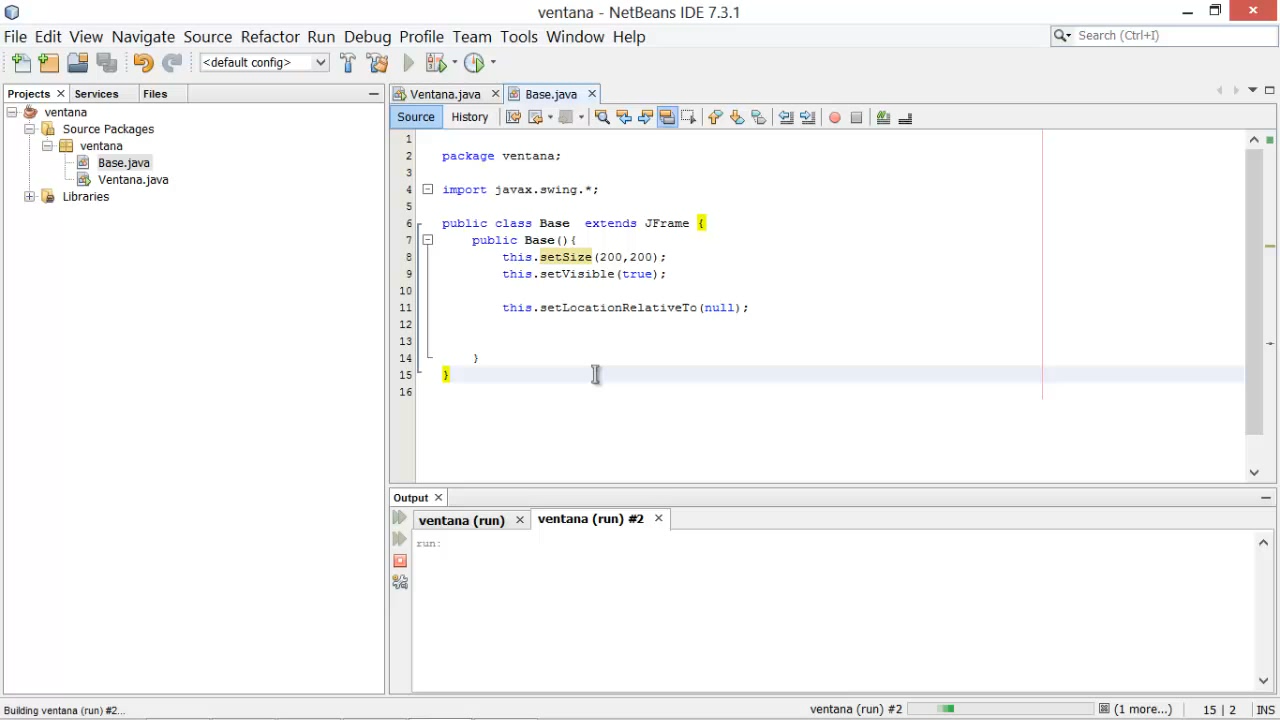 ventana - NetBeans IDE 7.3.1
File Edit View Navigate Source Refactor Run Debug Profile Team Tools Window Help
Search (Ctrl+I)
<default config>
Projects Services Files
ventana
Source Packages
ventana
Base.java
Ventana.java
Libraries
Ventana.java Base.java
Source History
1
2 package ventana;
3
4 import javax.swing.*;
5
6 public class Base  extends JFrame {
7 public Base(){
8 this.setSize(200,200);
9 this.setVisible(true);
10
11 this.setLocationRelativeTo(null);
12
13
14 }
15 }
16
Output
ventana (run) ventana (run) #2
run:
Building ventana (run) #2... ventana (run) #2 (1 more...) 15 | 2 INS